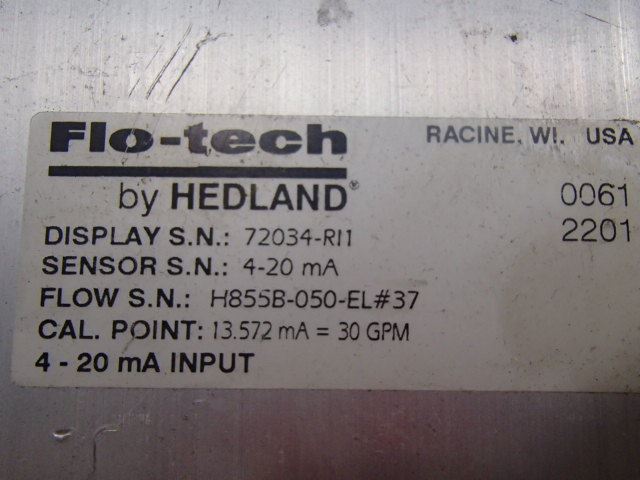 Flo-tech RACINE, WI. USA
by HEDLAND® 0061
DISPLAY S.N.: 72034-RI1 2201
SENSOR S.N.: 4-20 mA
FLOW S.N.: H855B-050-EL#37
CAL. POINT: 13.572 mA = 30 GPM
4 - 20 mA INPUT